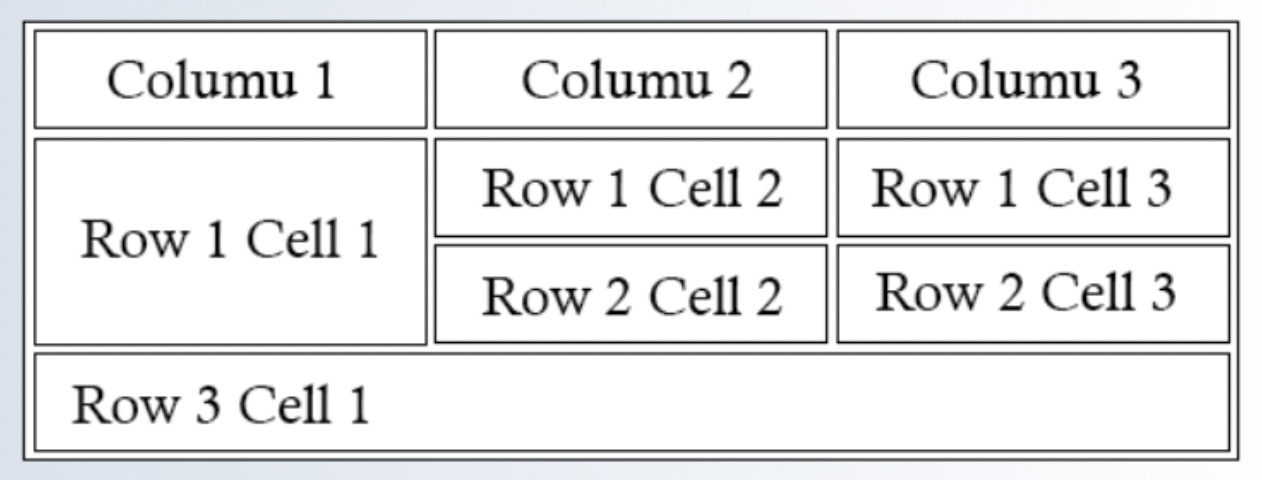 Columu 1 Columu 2 Columu 3
Row 1 Cell 1
Row 1 Cell 2 Row 1 Cell 3
Row 2 Cell 2 Row 2 Cell 3
Row 3 Cell 1